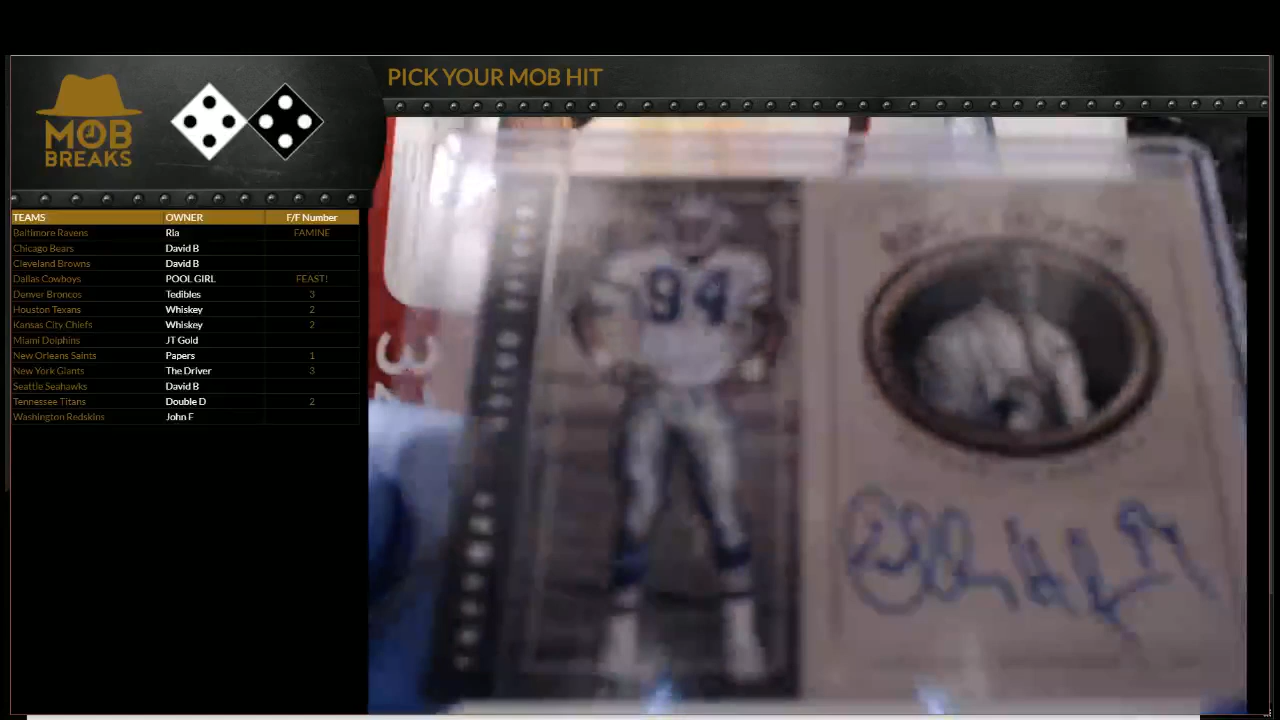 PICK YOUR MOB HIT
MOB
BREAKS
TEAMS OWNER F/F Number
Baltimore Ravens Ria FAMINE
Chicago Bears David B
Cleveland Browns David B
Dallas Cowboys POOL GIRL FEAST!
Denver Broncos Tedibles 3
Houston Texans Whiskey 2
Kansas City Chiefs Whiskey 2
Miami Dolphins JT Gold
New Orleans Saints Papers 1
New York Giants The Driver 3
Seattle Seahawks David B
Tennessee Titans Double D 2
Washington Redskins John F
94